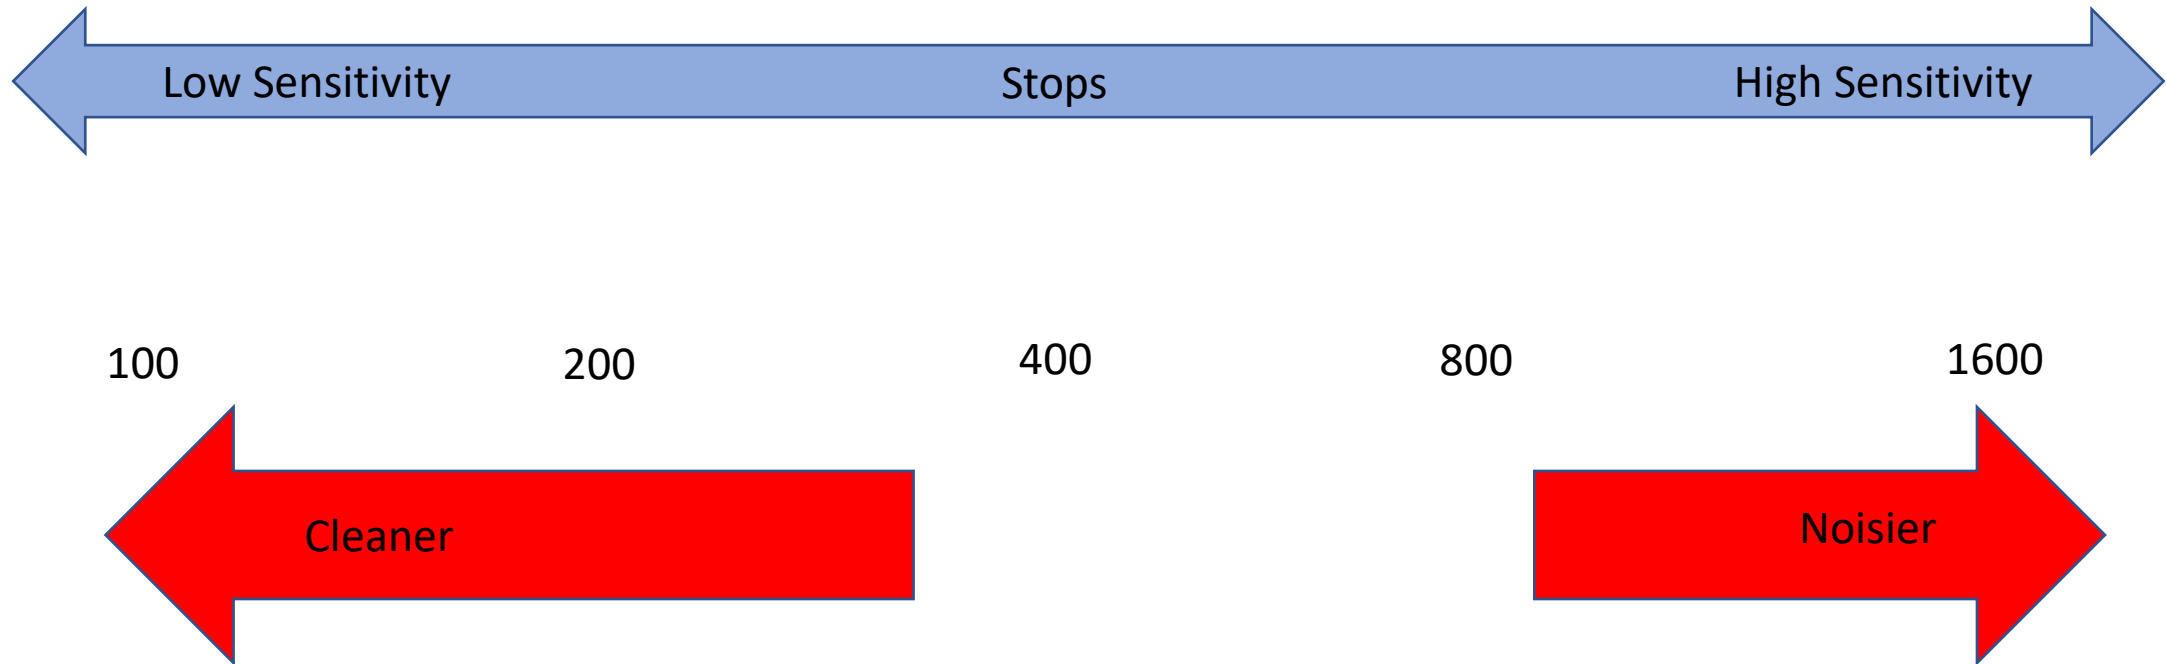 Low Sensitivity Stops High Sensitivity
100 200 400 800 1600
Cleaner Noisier